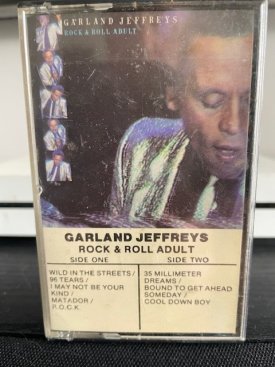 GARLAND JEFFREYS
ROCK & ROLL ADULT
GARLAND JEFFREYS
ROCK & ROLL ADULT
SIDE ONE
WILD IN THE STREETS /
96 TEARS /
I MAY NOT BE YOUR
KIND /
MATADOR /
R.O.C.K.
SIDE TWO
35 MILLIMETER
DREAMS /
BOUND TO GET AHEAD
SOMEDAY /
COOL DOWN BOY